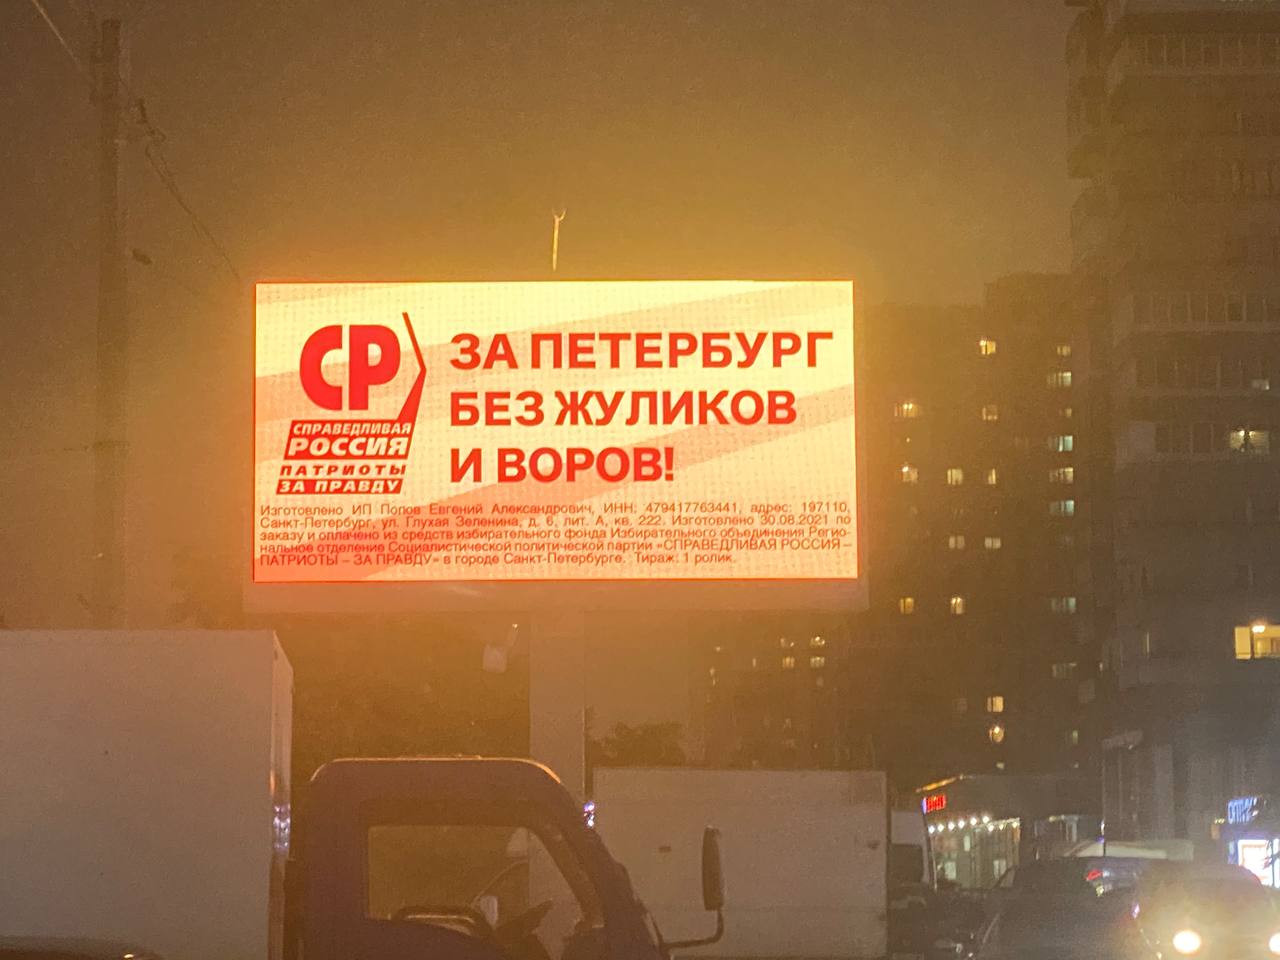 СР
СПРАВЕДЛИВАЯ
РОССИЯ
ПАТРИОТЫ
ЗА ПРАВДУ
ЗА ПЕТЕРБУРГ
БЕЗ ЖУЛИКОВ
И ВОРОВ!
Изготовлено ИП Попов Евгений Александрович, ИНН: 479417763441, адрес: 197110,
Санкт-Петербург, ул. Глухая Зеленина, д. 6, лит. А, кв. 222. Изготовлено 30.08.2021 по
заказу и оплачено из средств избирательного фонда Избирательного объединения Регио-
нальное отделение Социалистической политической партии «СПРАВЕДЛИВАЯ РОССИЯ –
ПАТРИОТЫ – ЗА ПРАВДУ» в городе Санкт-Петербурге. Тираж: 1 ролик.